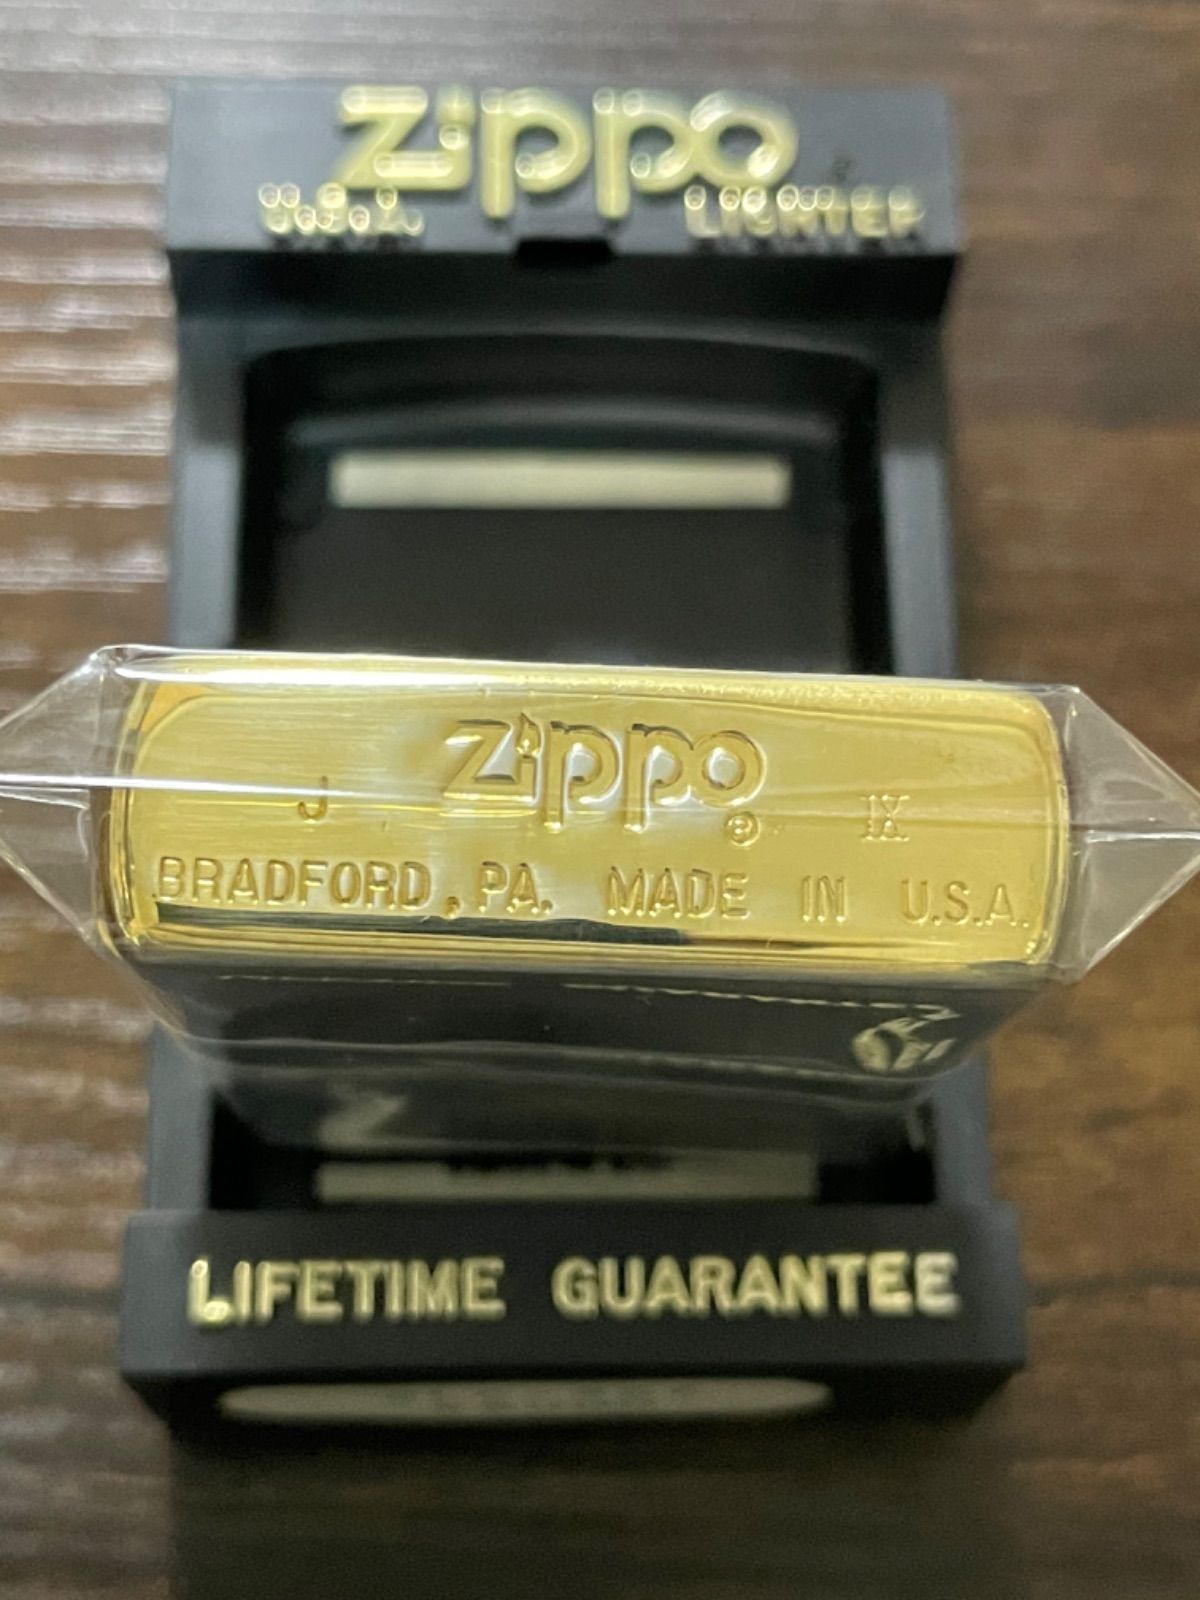 Zippo
U.S.A. LIGHTER
J Zippo ® IX
BRADFORD, PA. MADE IN U.S.A.
LIFETIME GUARANTEE